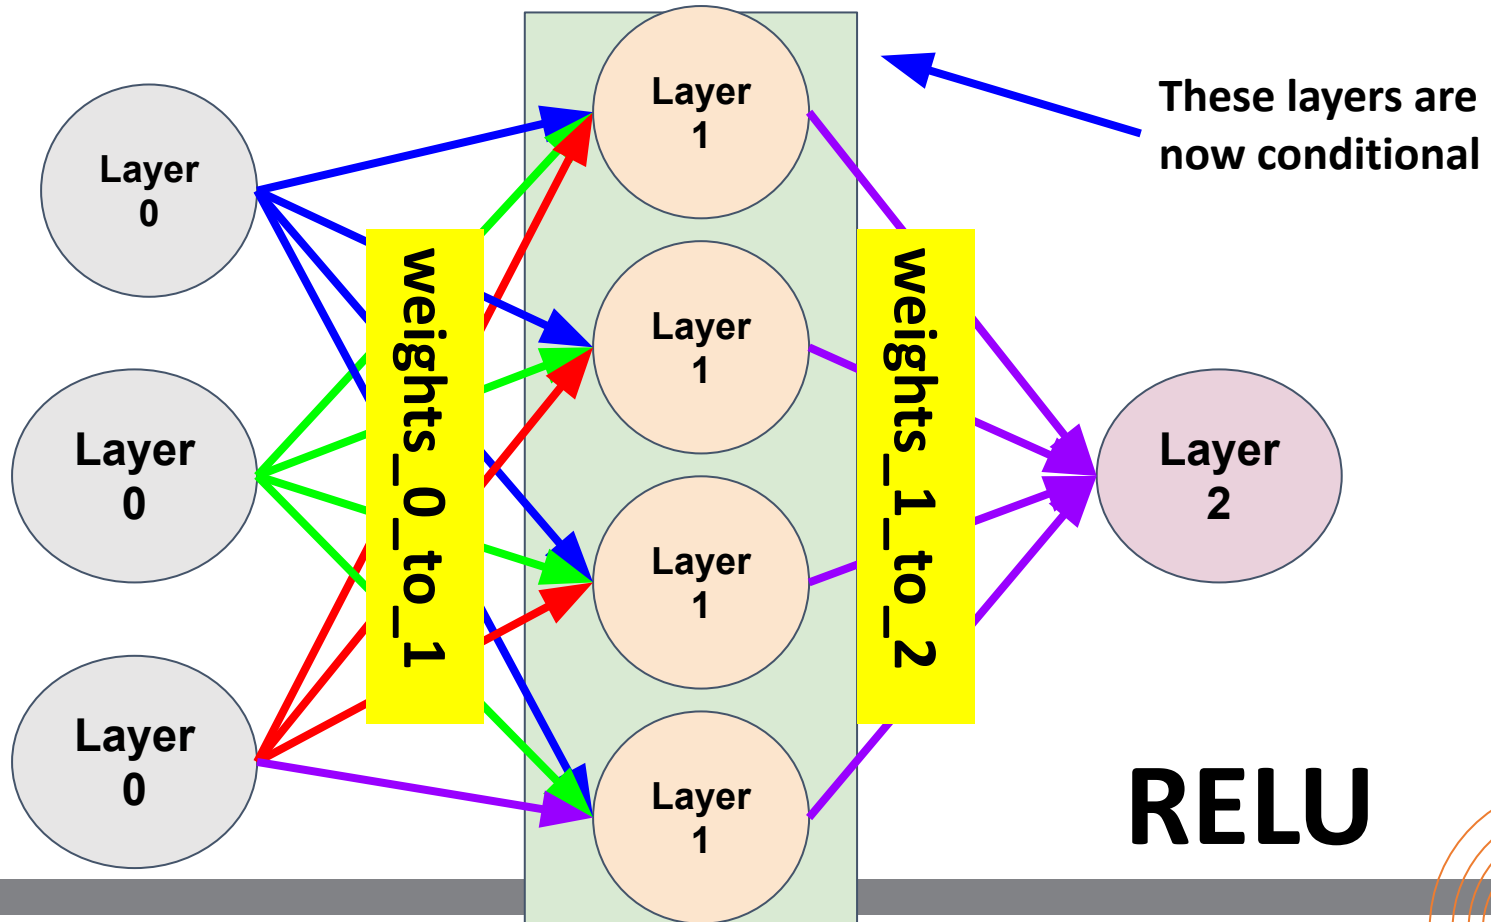 Layer
0
Layer
0
Layer
0
weights_0_to_1
Layer
1
Layer
1
Layer
1
Layer
1
weights_1_to_2
Layer
2
These layers are
now conditional
RELU